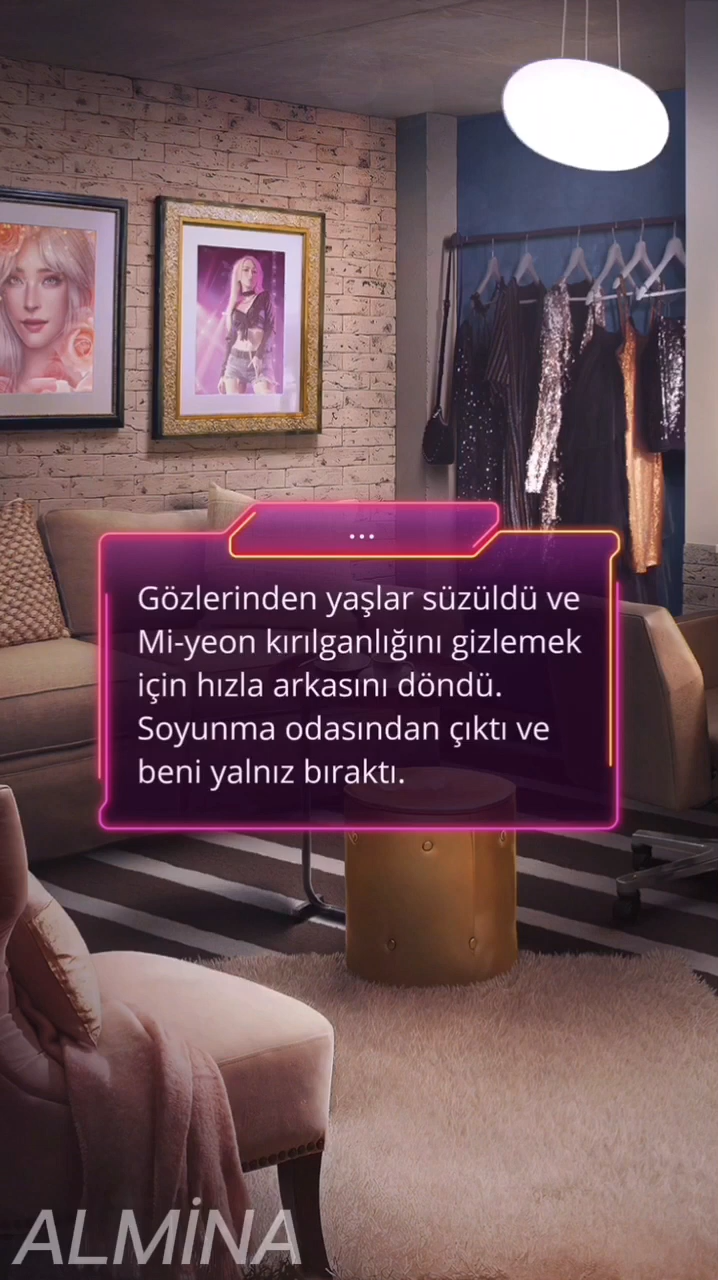 ...
Gözlerinden yaşlar süzüldü ve
Mi-yeon kırılganlığını gizlemek
için hızla arkasını döndü.
Soyunma odasından çıktı ve
beni yalnız bıraktı.
ALMİNA